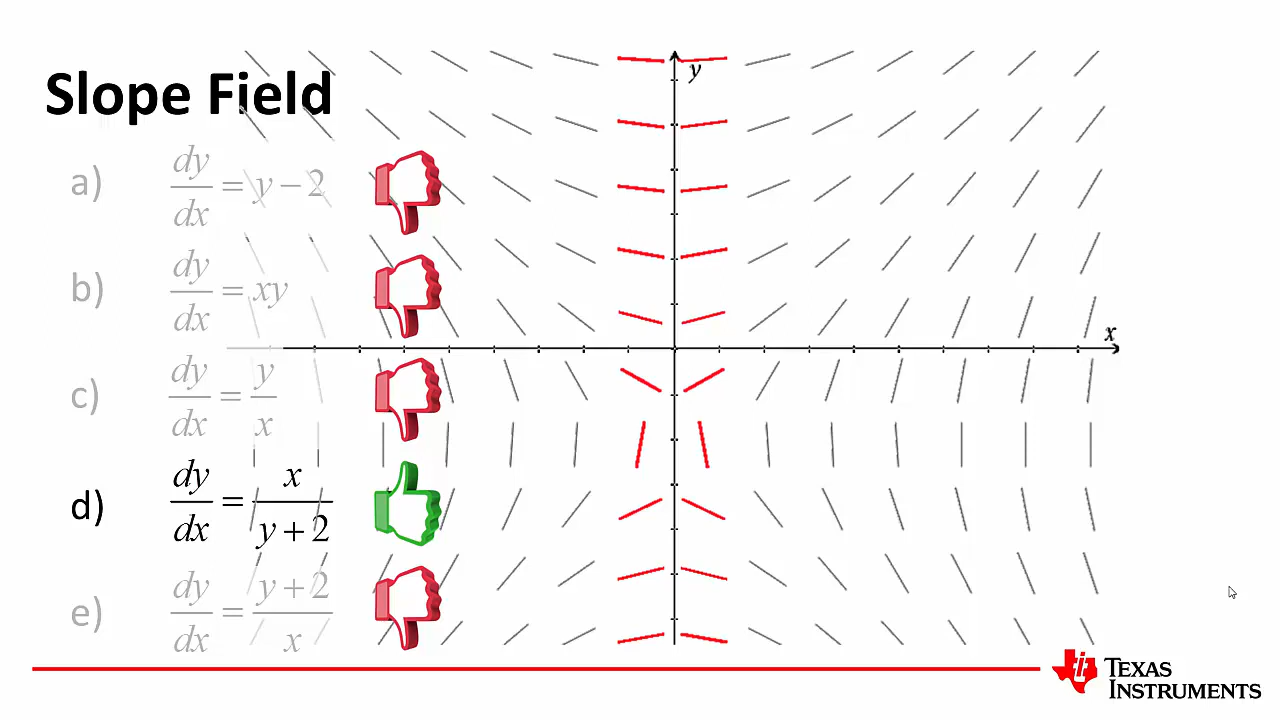 Slope Field
y
a) dy/dx = y − 2
b) dy/dx = xy
x
c) dy/dx = y/x
d) dy/dx = x/(y + 2)
e) dy/dx = (y + 2)/x
TEXAS
INSTRUMENTS